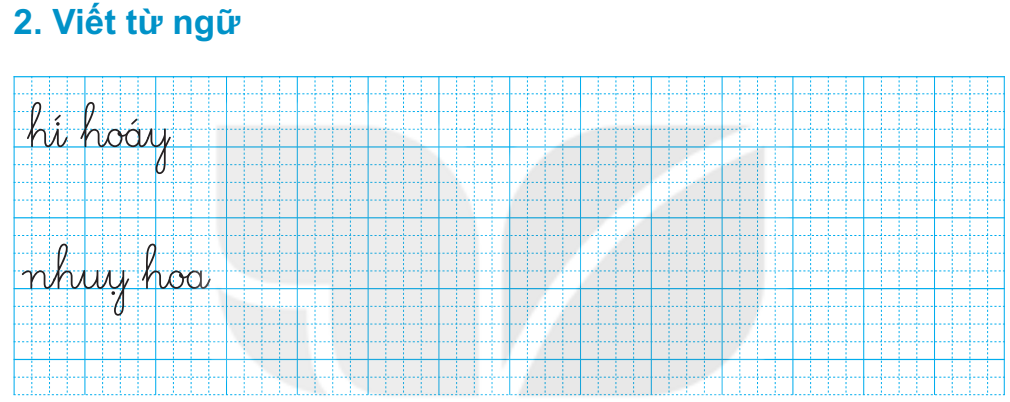 2. Viết từ ngữ
hí hoáy
nhuỵ hoa